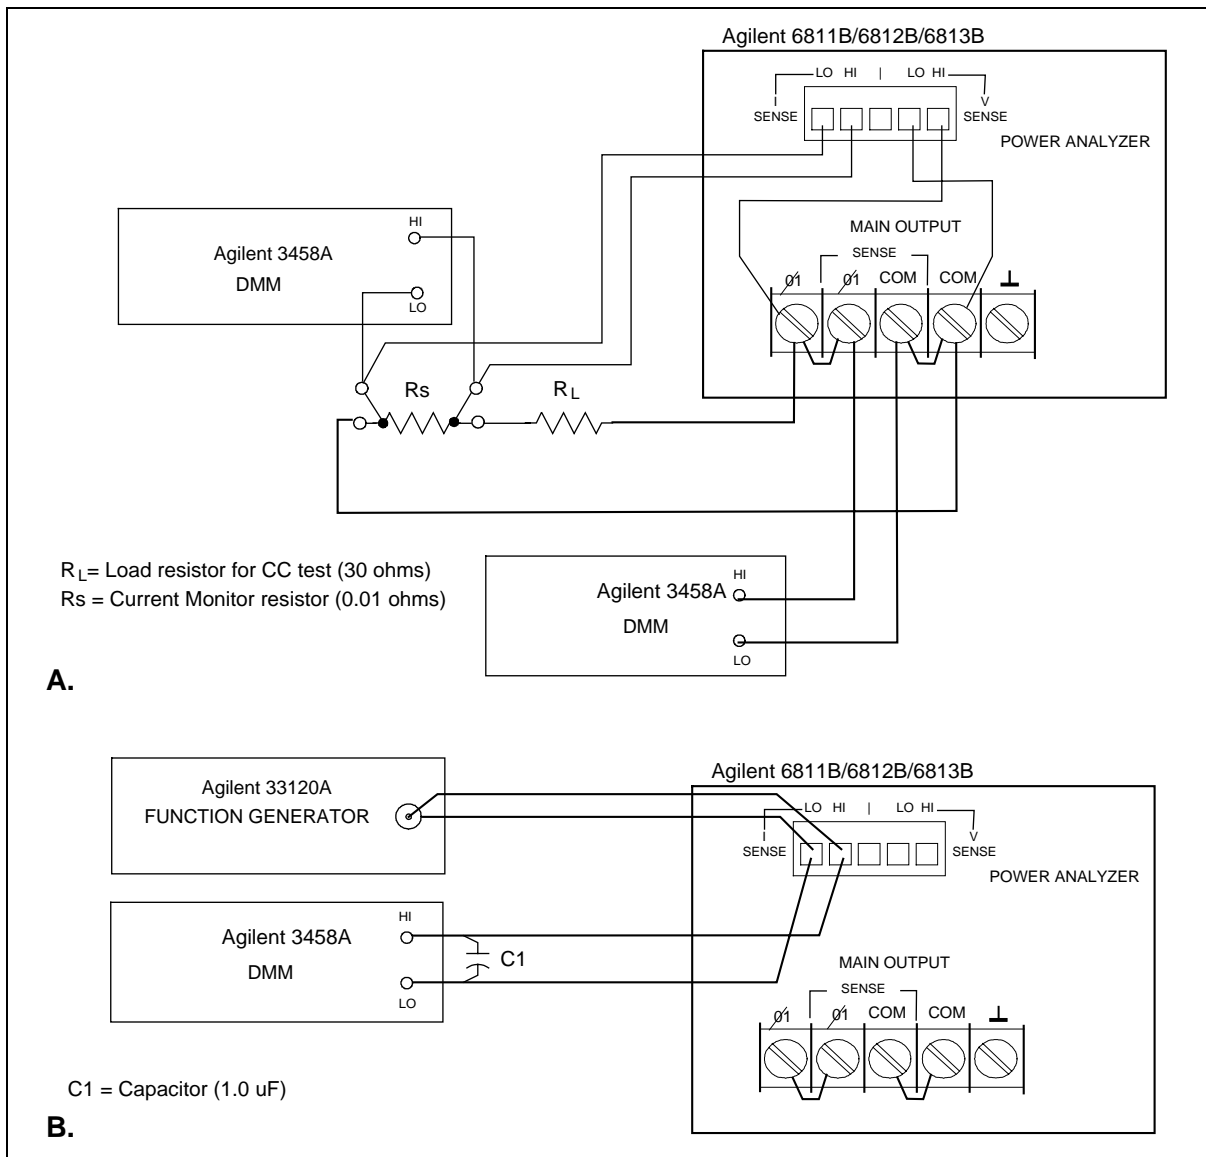 Agilent 6811B/6812B/6813B
LO HI | LO HI
I SENSE
V SENSE
POWER ANALYZER
HI
Agilent 3458A
DMM
LO
MAIN OUTPUT
SENSE
01 01 COM COM
Rs
RL
RL= Load resistor for CC test (30 ohms)
Rs = Current Monitor resistor (0.01 ohms)
HI
Agilent 3458A
DMM
LO
A.
Agilent 33120A
FUNCTION GENERATOR
Agilent 6811B/6812B/6813B
LO HI | LO HI
I SENSE
V SENSE
POWER ANALYZER
HI
Agilent 3458A
DMM
LO
C1
MAIN OUTPUT
SENSE
01 01 COM COM
C1 = Capacitor (1.0 uF)
B.